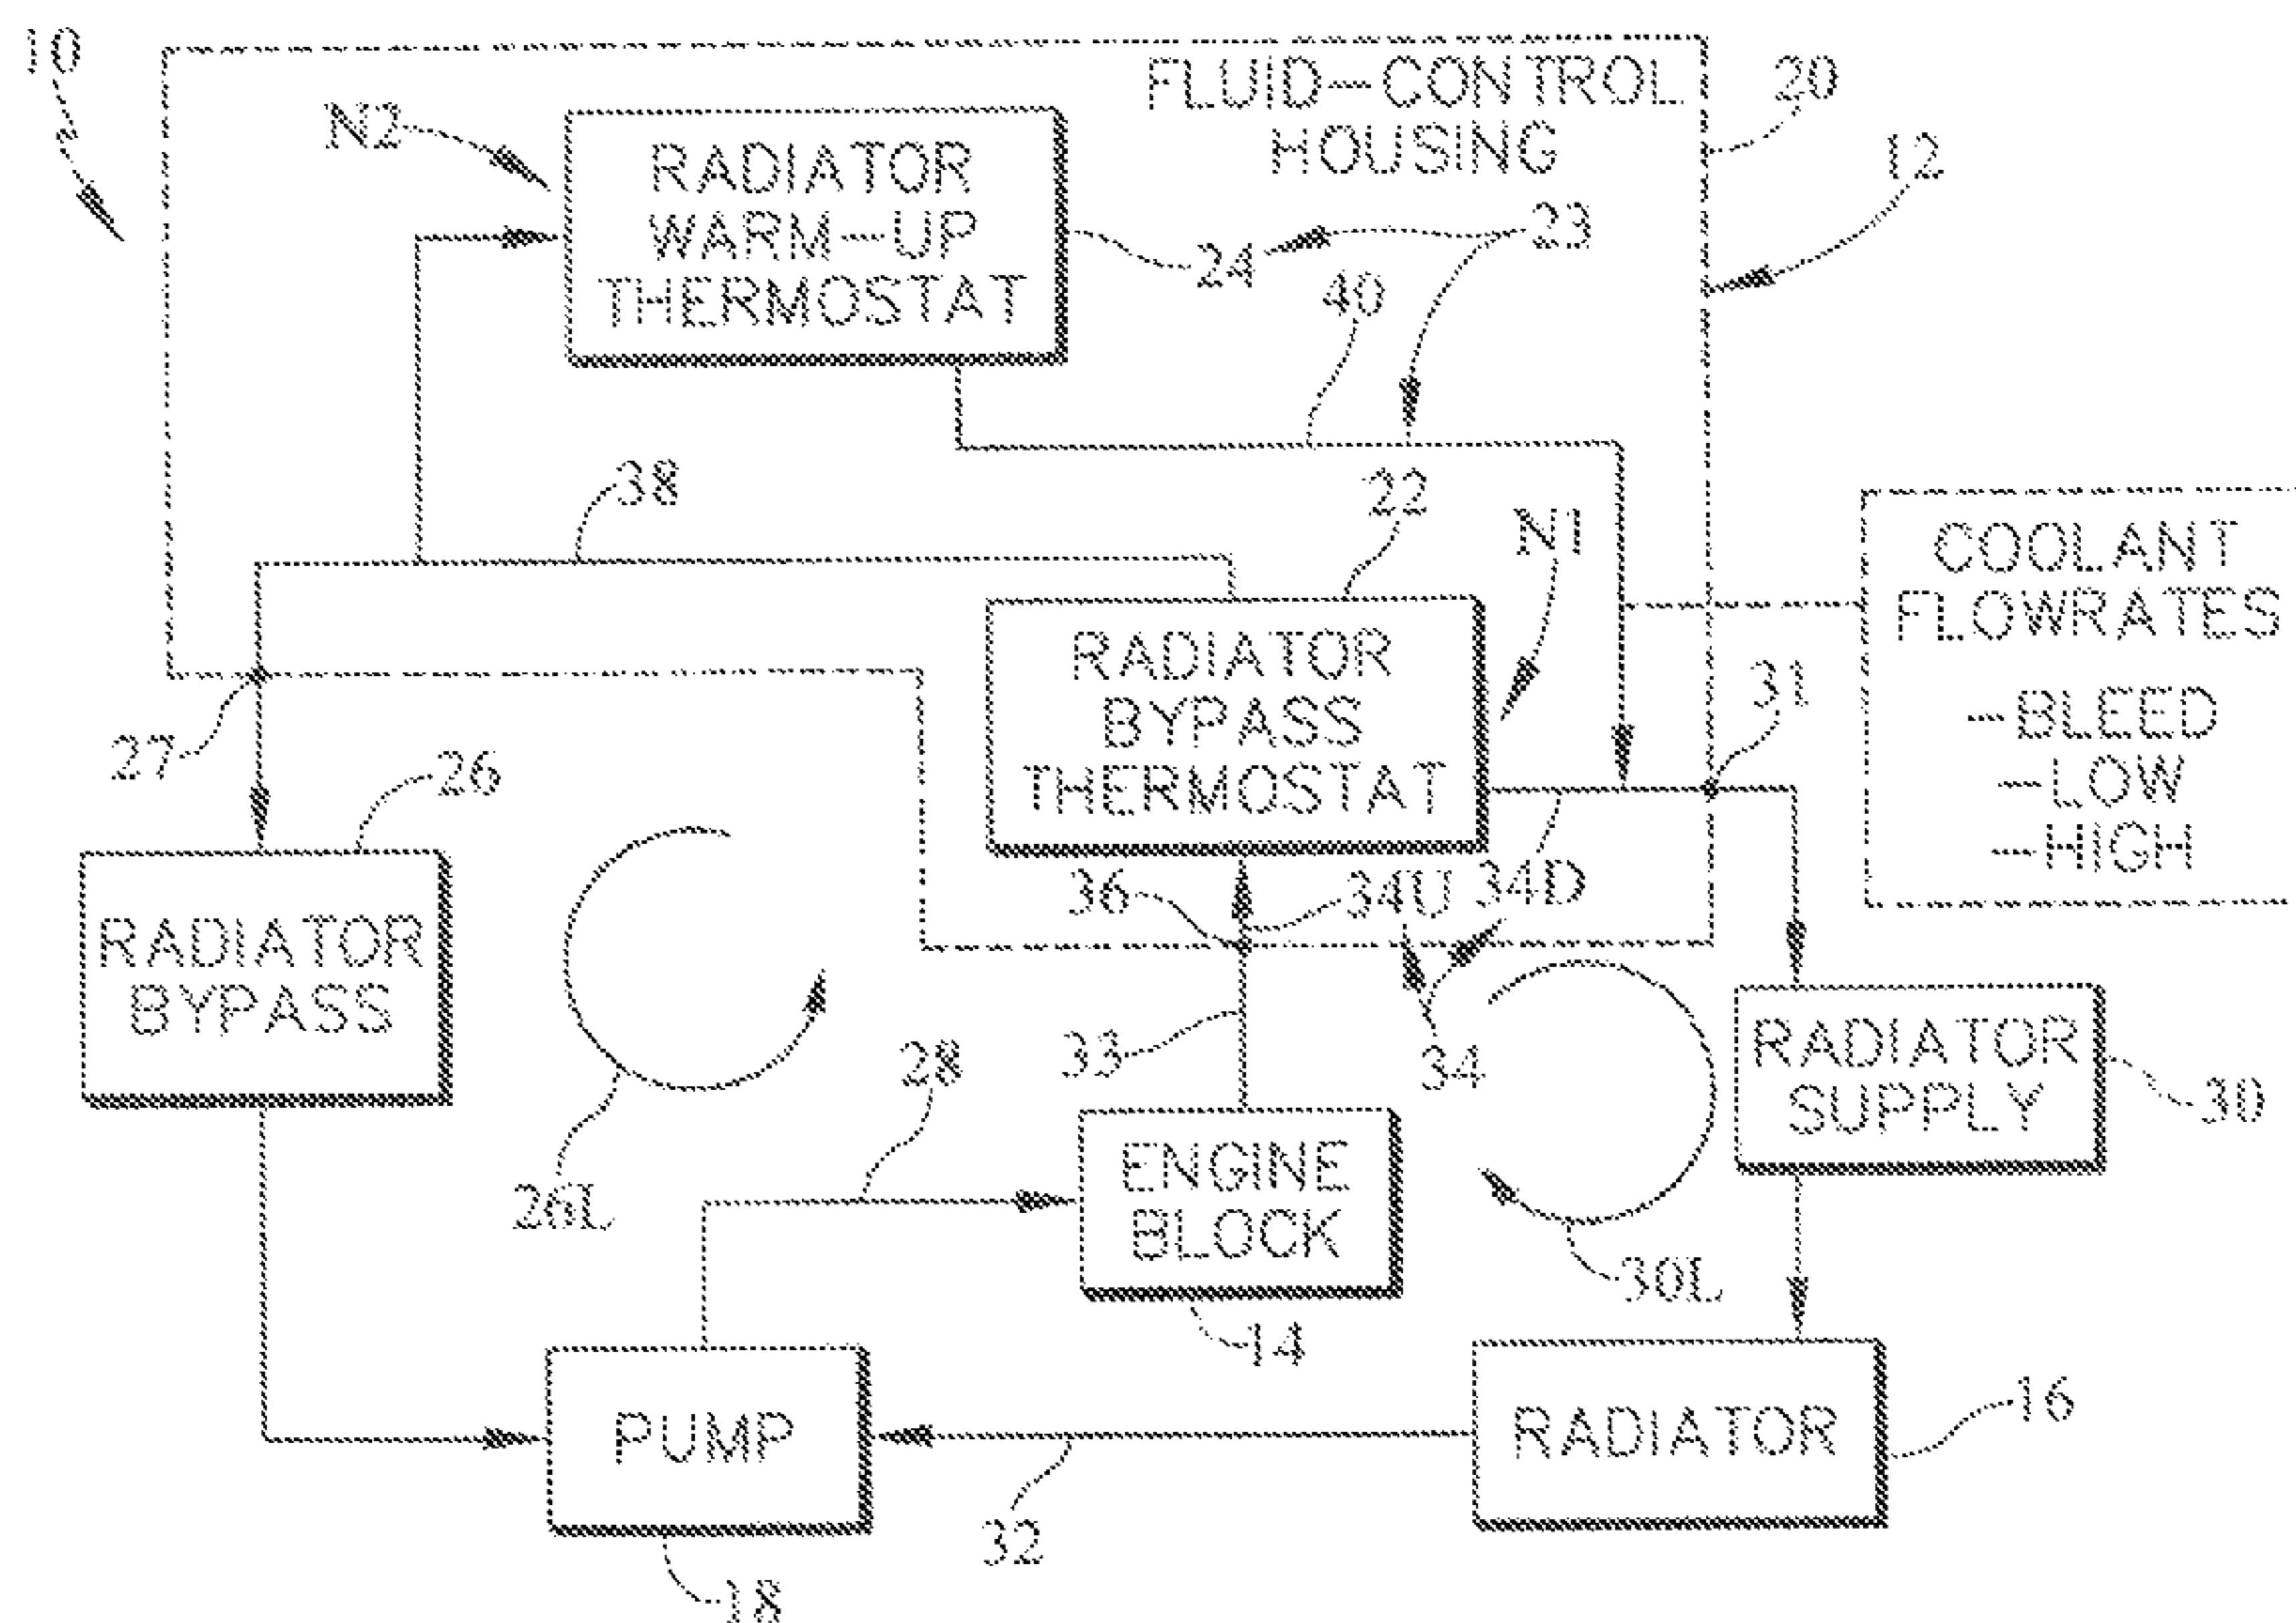 10
FLUID-CONTROL
HOUSING
20
12
N2
RADIATOR
WARM-UP
THERMOSTAT
24
23
40
38
22
N1
COOLANT
FLOWRATES
-BLEED
-LOW
-HIGH
31
27
26
RADIATOR
BYPASS
THERMOSTAT
36
34U
34D
RADIATOR
BYPASS
33
34
28
26L
RADIATOR
SUPPLY
30
ENGINE
BLOCK
30L
14
PUMP
RADIATOR
16
32
18